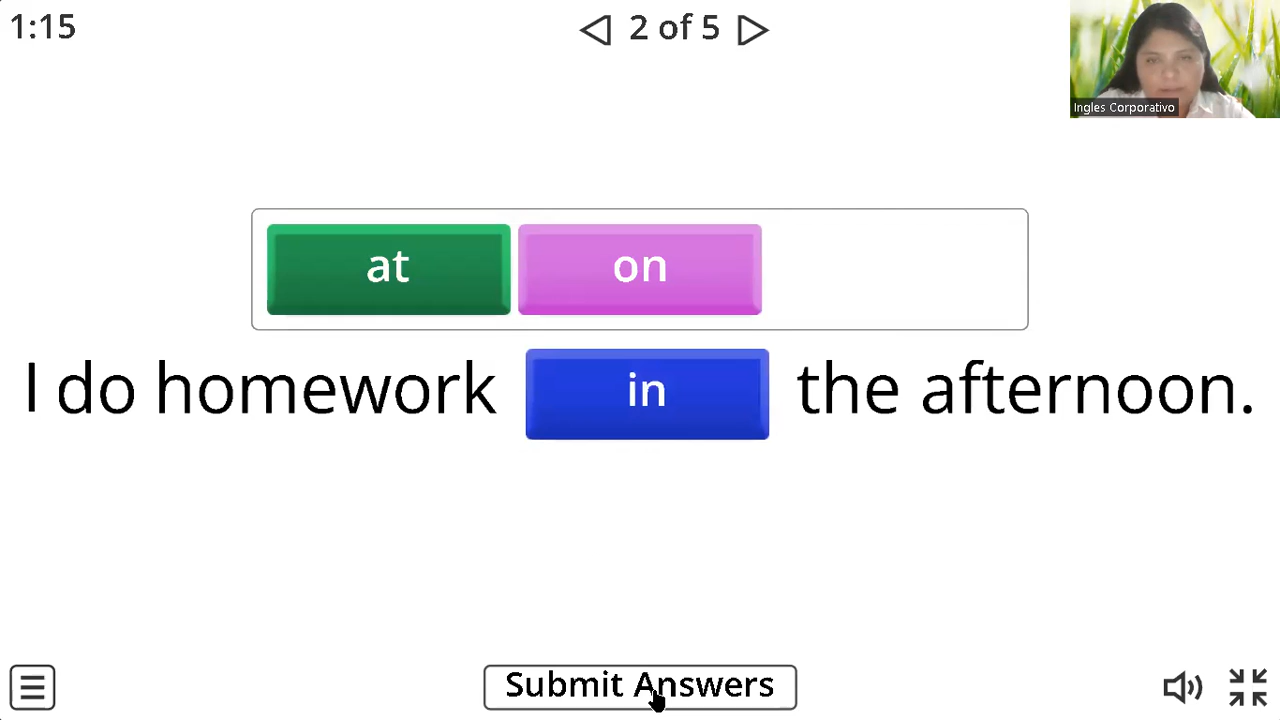 1:15
2 of 5
Ingles Corporativo
at on
I do homework in the afternoon.
Submit Answers